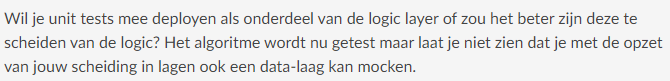 Wil je unit tests mee deployen als onderdeel van de logic layer of zou het beter zijn deze te
scheiden van de logic? Het algoritme wordt nu getest maar laat je niet zien dat je met de opzet
van jouw scheiding in lagen ook een data-laag kan mocken.